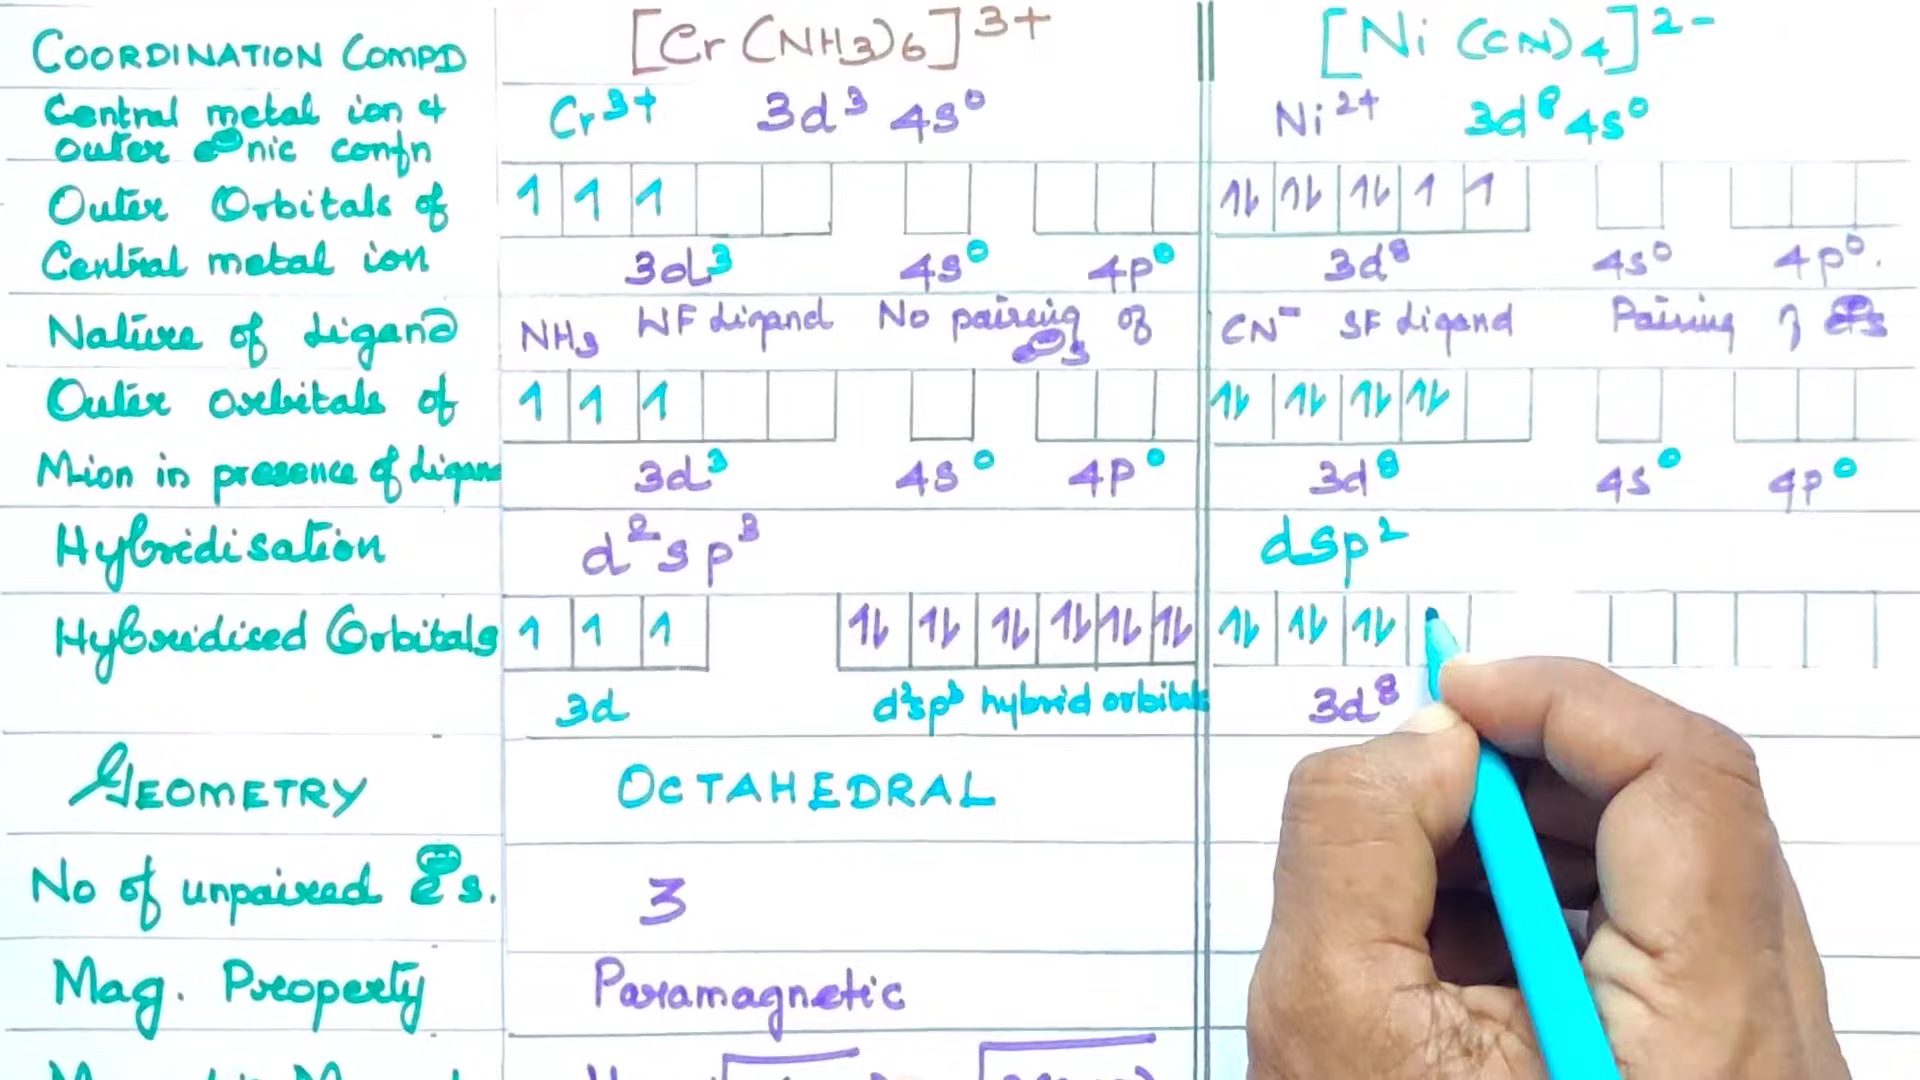 COORDINATION COMPD [Cr(NH3)6]3+ [Ni(CN)4]2-
Central metal ion & Cr3+ 3d3 4s0 Ni2+ 3d8 4s0
outer nic confn
↿ ↿ ↿ ↿⇂ ↿⇂ ↿⇂ ↿ ↿
Outer Orbitals of
Central metal ion 3d3 4s0 4p0 3d8 4s0 4p0.
Nature of Ligand NH3 WF Ligand No pairing of CN- SF Ligand Pairing of
↿ ↿ ↿ ↿⇂ ↿⇂ ↿⇂ ↿⇂
Outer orbitals of
M-ion in presence of Ligand 3d3 4s0 4p0 3d8 4s0 4p0
Hybridisation d2sp3 dsp2
Hybridised Orbitals ↿ ↿ ↿ ↿⇂ ↿⇂ ↿⇂ ↿⇂ ↿⇂ ↿⇂ ↿⇂ ↿⇂ ↿⇂
3d d2sp3 hybrid orbitals 3d8
GEOMETRY OCTAHEDRAL
No of unpaired e s. 3
Mag. Property Paramagnetic